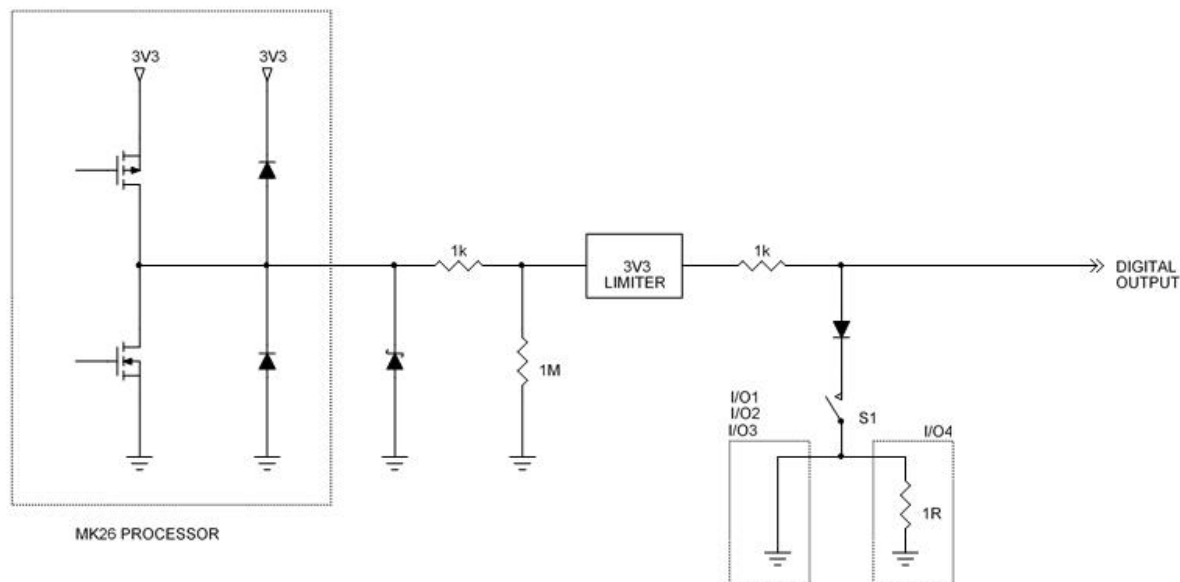 3V3
3V3
1k
3V3
LIMITER
1k
DIGITAL
OUTPUT
1M
I/O1
I/O2
I/O3
S1
I/O4
1R
MK26 PROCESSOR